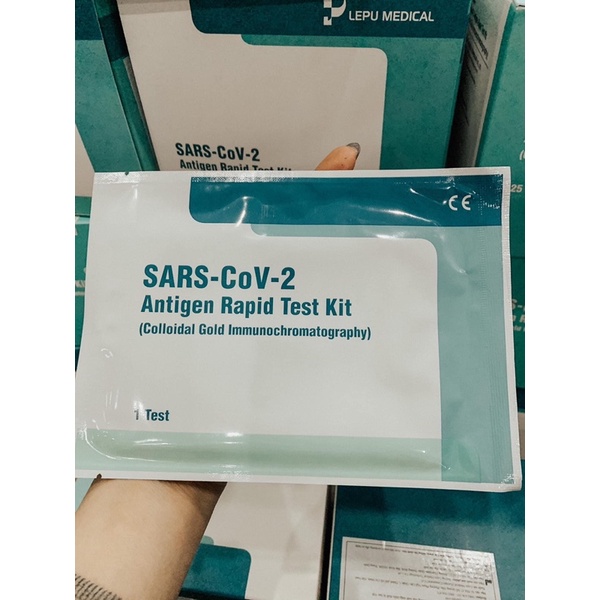 LEPU MEDICAL
SARS-CoV-2
Antigen Rapid Test Kit
CE
SARS-CoV-2
Antigen Rapid Test Kit
(Colloidal Gold Immunochromatography)
1 Test
25